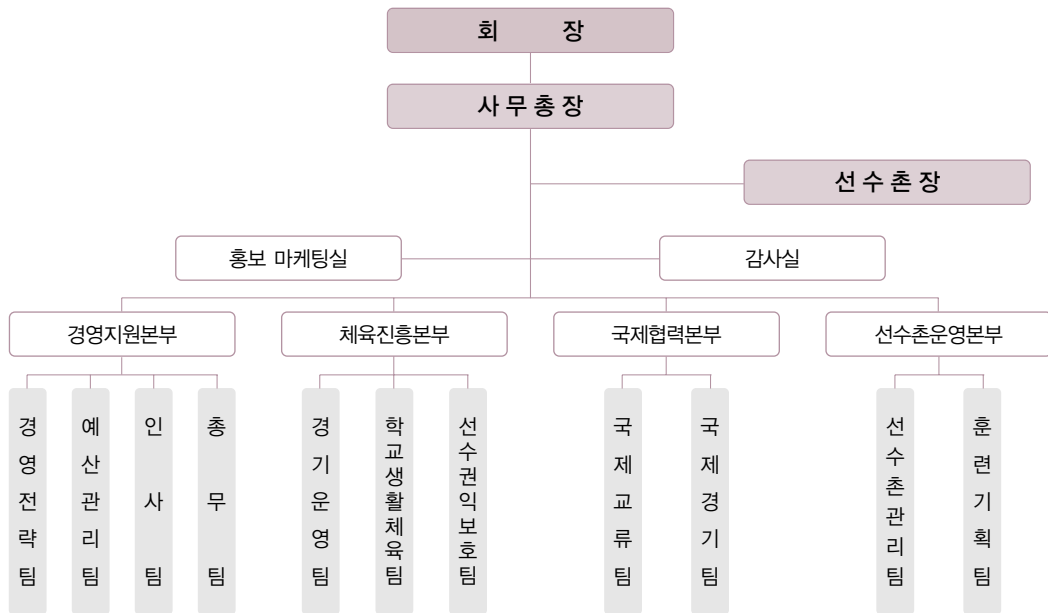 회 장
사무총장
선수촌장
홍보 마케팅실
감사실
경영지원본부
체육진흥본부
국제협력본부
선수촌운영본부
경영전략팀
예산관리팀
인사팀
총무팀
경기운영팀
학교생활체육팀
선수권익보호팀
국제교류팀
국제경기팀
선수촌관리팀
훈련기획팀